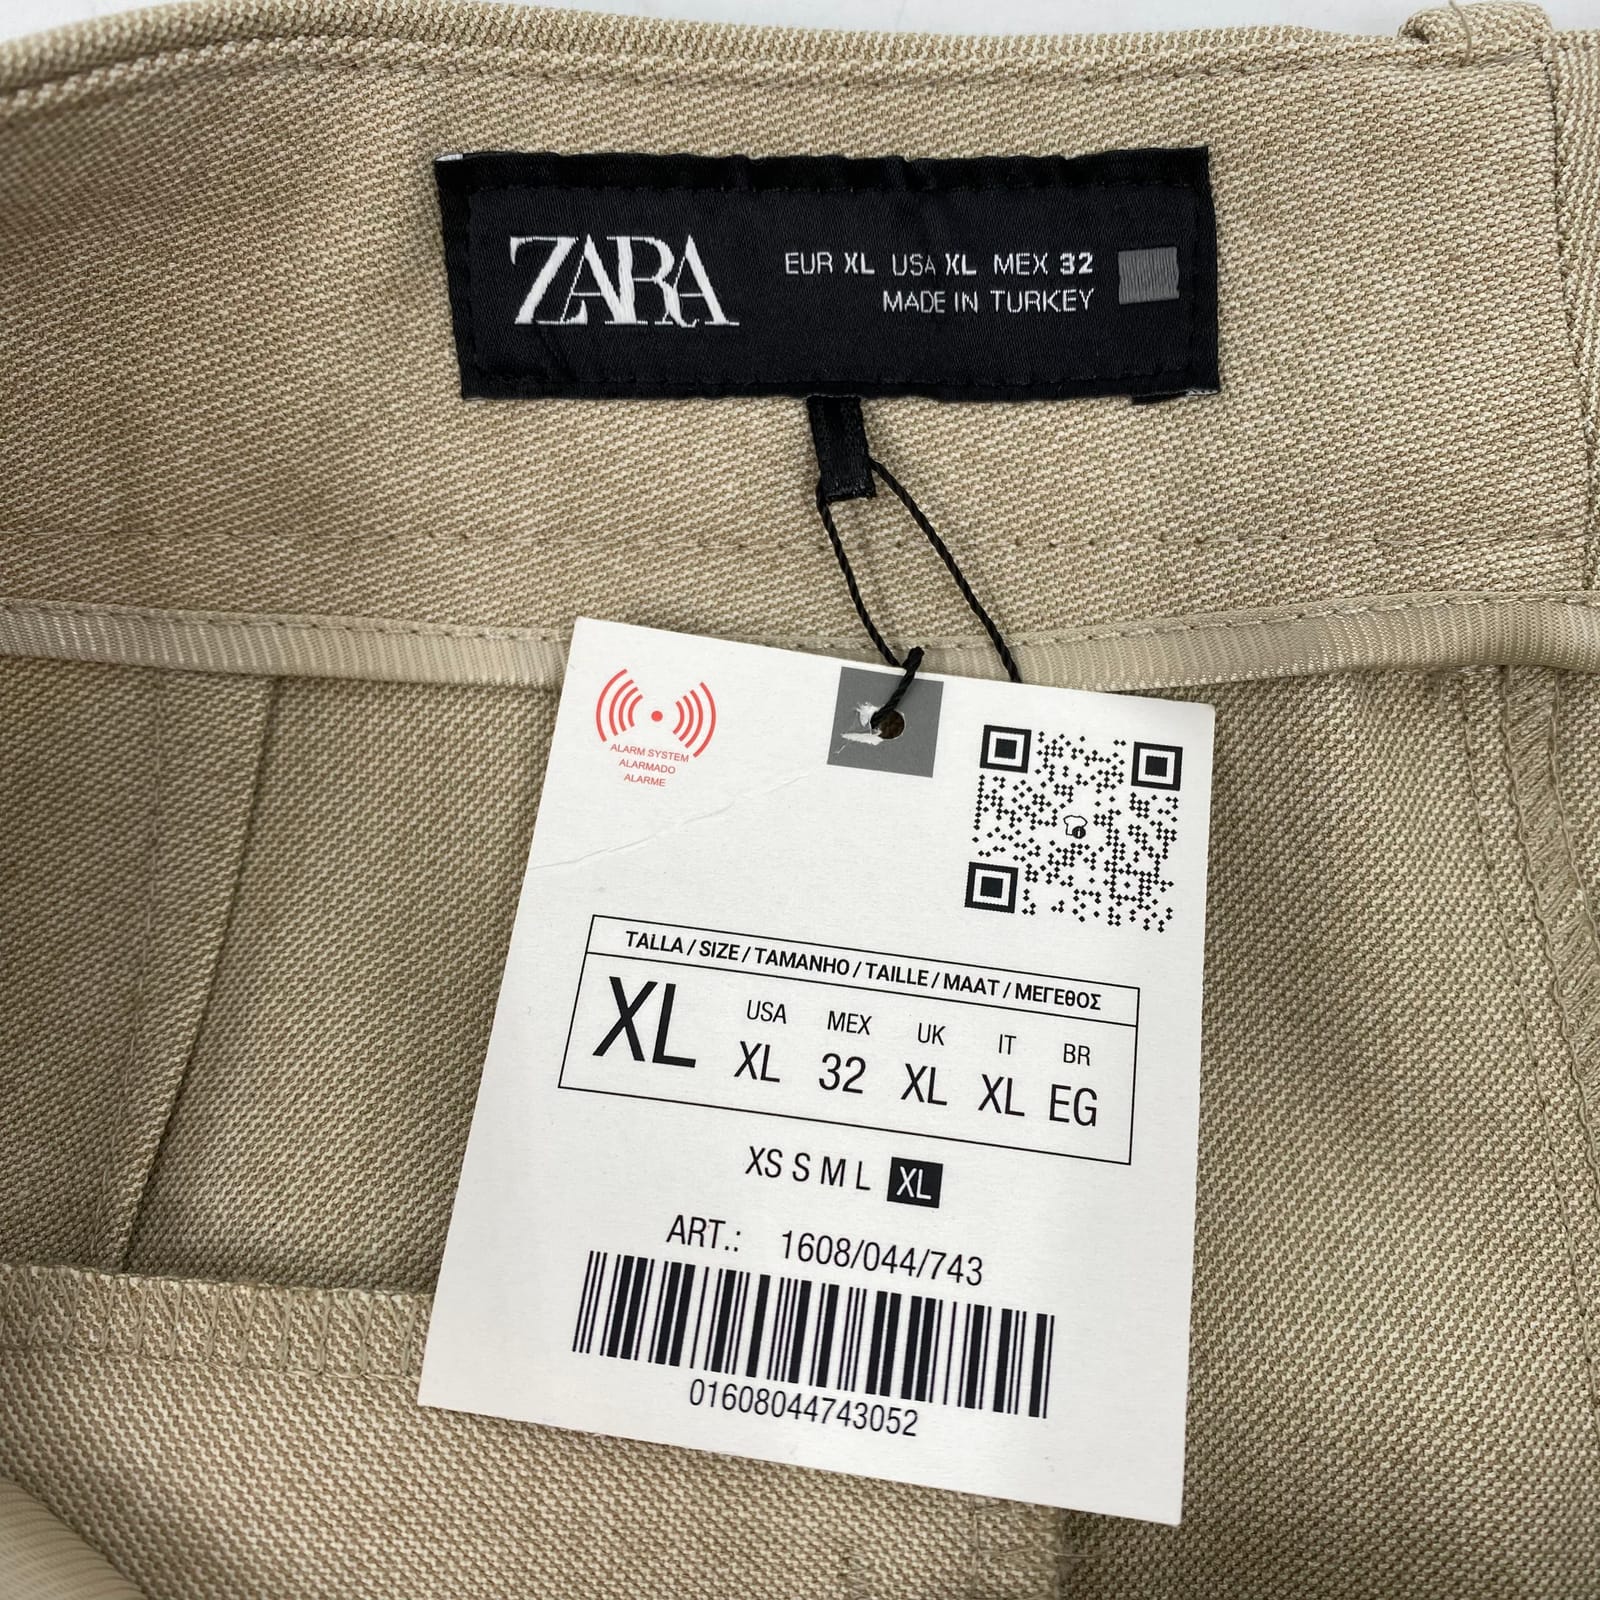 ZARA
EUR XL USA XL MEX 32
MADE IN TURKEY
ALARM SYSTEM
ALARMADO
ALARME
TALLA / SIZE / TAMANHO / TAILLE / MAAT / ΜΕΓΕΘΟΣ
USA MEX UK IT BR
XL XL 32 XL XL EG
XS S M L XL
ART.: 1608/044/743
01608044743052